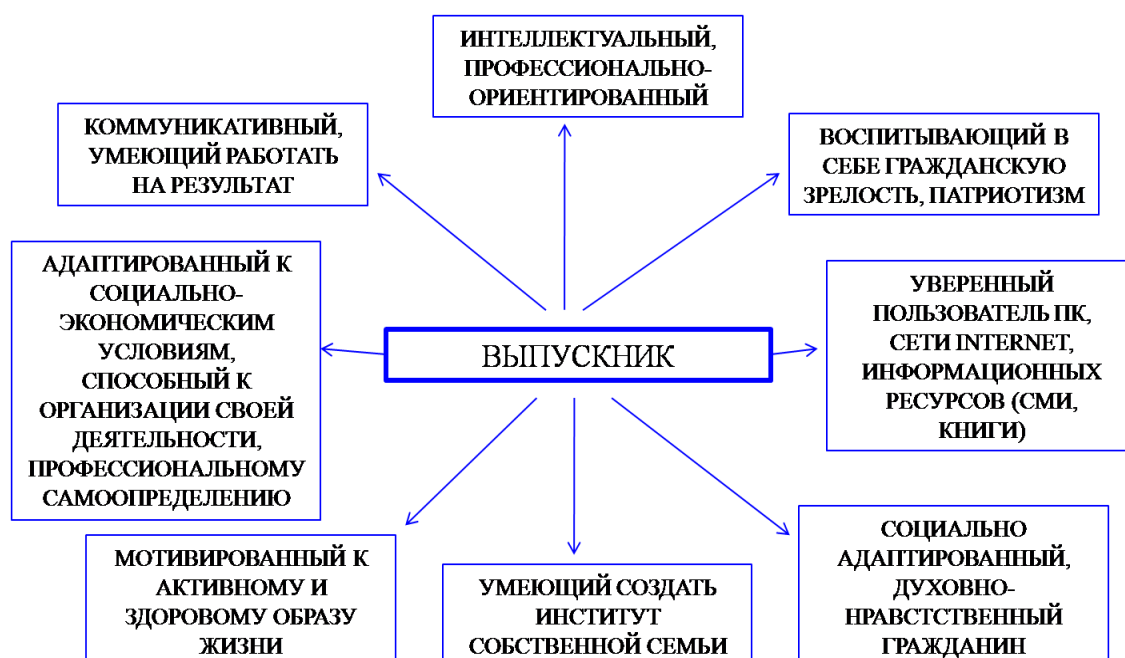 ИНТЕЛЛЕКТУАЛЬНЫЙ,
ПРОФЕССИОНАЛЬНО-
ОРИЕНТИРОВАННЫЙ
КОММУНИКАТИВНЫЙ,
УМЕЮЩИЙ РАБОТАТЬ
НА РЕЗУЛЬТАТ
ВОСПИТЫВАЮЩИЙ В
СЕБЕ ГРАЖДАНСКУЮ
ЗРЕЛОСТЬ, ПАТРИОТИЗМ
АДАПТИРОВАННЫЙ К
СОЦИАЛЬНО-
ЭКОНОМИЧЕСКИМ
УСЛОВИЯМ,
СПОСОБНЫЙ К
ОРГАНИЗАЦИИ СВОЕЙ
ДЕЯТЕЛЬНОСТИ,
ПРОФЕССИОНАЛЬНОМУ
САМООПРЕДЕЛЕНИЮ
ВЫПУСКНИК
УВЕРЕННЫЙ
ПОЛЬЗОВАТЕЛЬ ПК,
СЕТИ INTERNET,
ИНФОРМАЦИОННЫХ
РЕСУРСОВ (СМИ,
КНИГИ)
МОТИВИРОВАННЫЙ К
АКТИВНОМУ И
ЗДОРОВОМУ ОБРАЗУ
ЖИЗНИ
УМЕЮЩИЙ СОЗДАТЬ
ИНСТИТУТ
СОБСТВЕННОЙ СЕМЬИ
СОЦИАЛЬНО
АДАПТИРОВАННЫЙ,
ДУХОВНО-
НРАВСТСТВЕННЫЙ
ГРАЖДАНИН